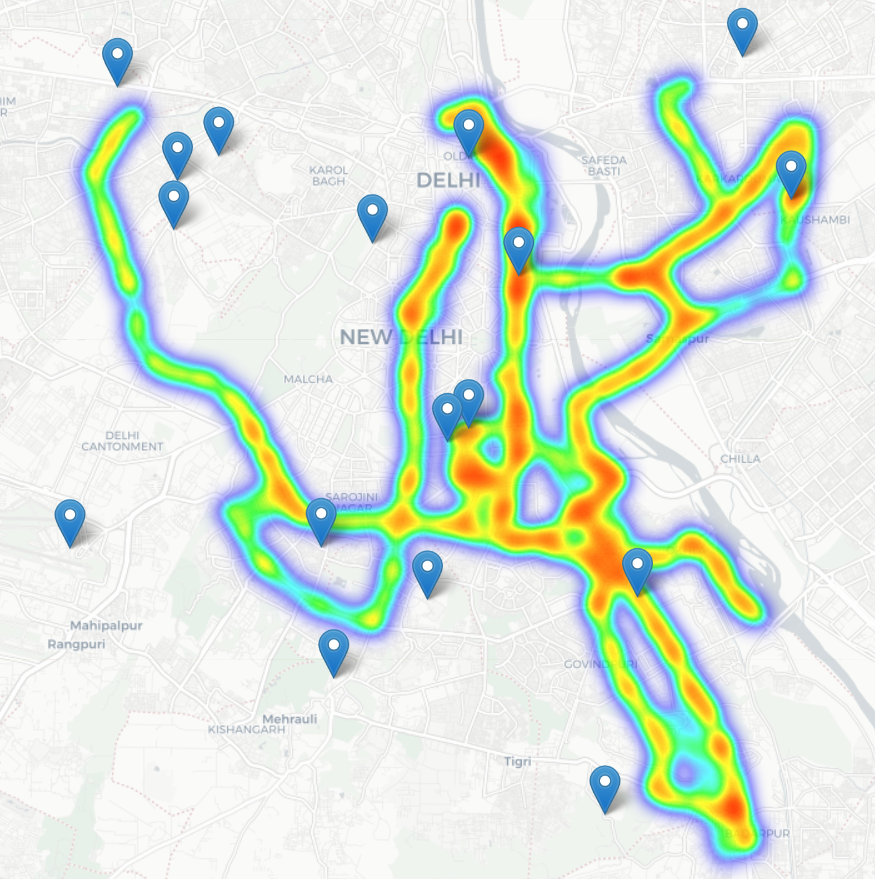 KAROL
BAGH
DELHI
SAFEDA
BASTI
KAUSHAMBI
NEW DELHI
MALCHA
DELHI
CANTONMENT
CHILLA
SAROJINI
NAGAR
Mahipalpur
Rangpuri
GOVINDPURI
Mehrauli
KISHANGARH
Tigri